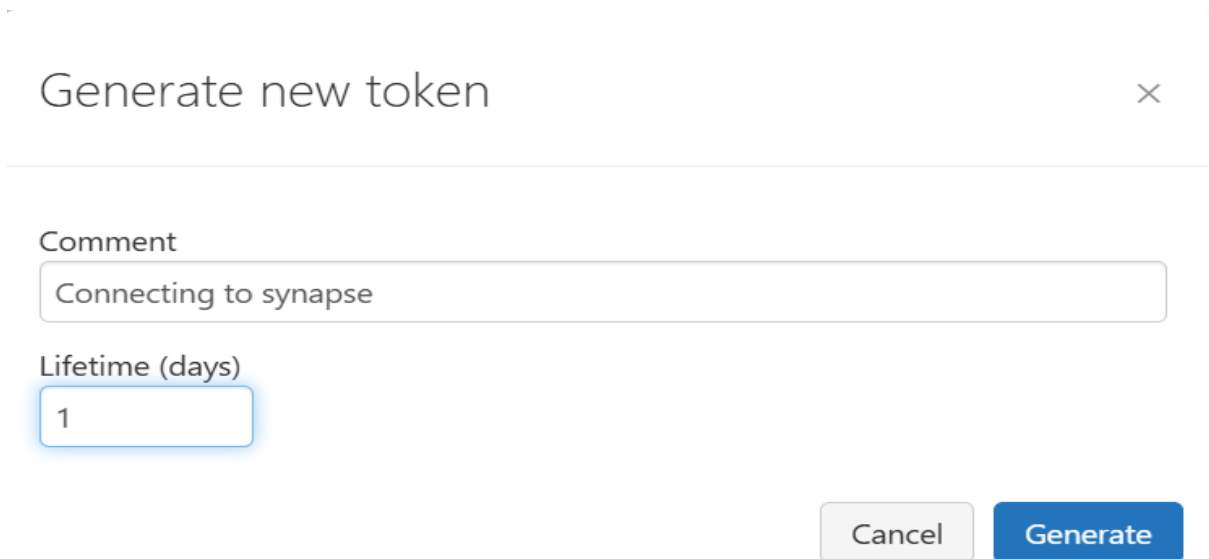 Generate new token
Comment
Connecting to synapse
Lifetime (days)
1
Cancel
Generate